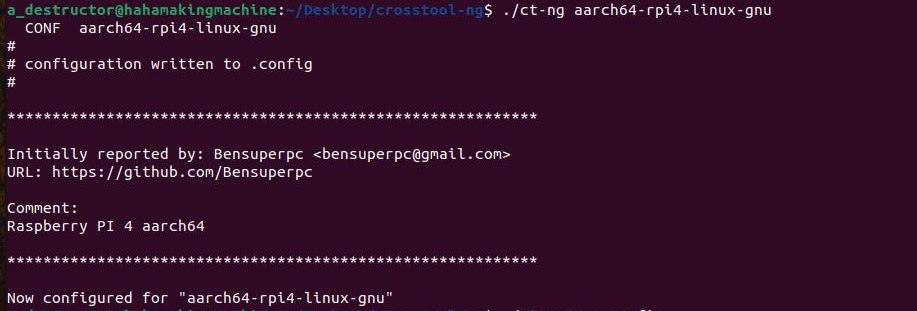 a_destructor@hahamakingmachine:~/Desktop/crosstool-ng$ ./ct-ng aarch64-rpi4-linux-gnu
  CONF  aarch64-rpi4-linux-gnu
#
# configuration written to .config
#
***********************************************************
Initially reported by: Bensuperpc <bensuperpc@gmail.com>
URL: https://github.com/Bensuperpc
Comment:
Raspberry PI 4 aarch64
***********************************************************
Now configured for "aarch64-rpi4-linux-gnu"